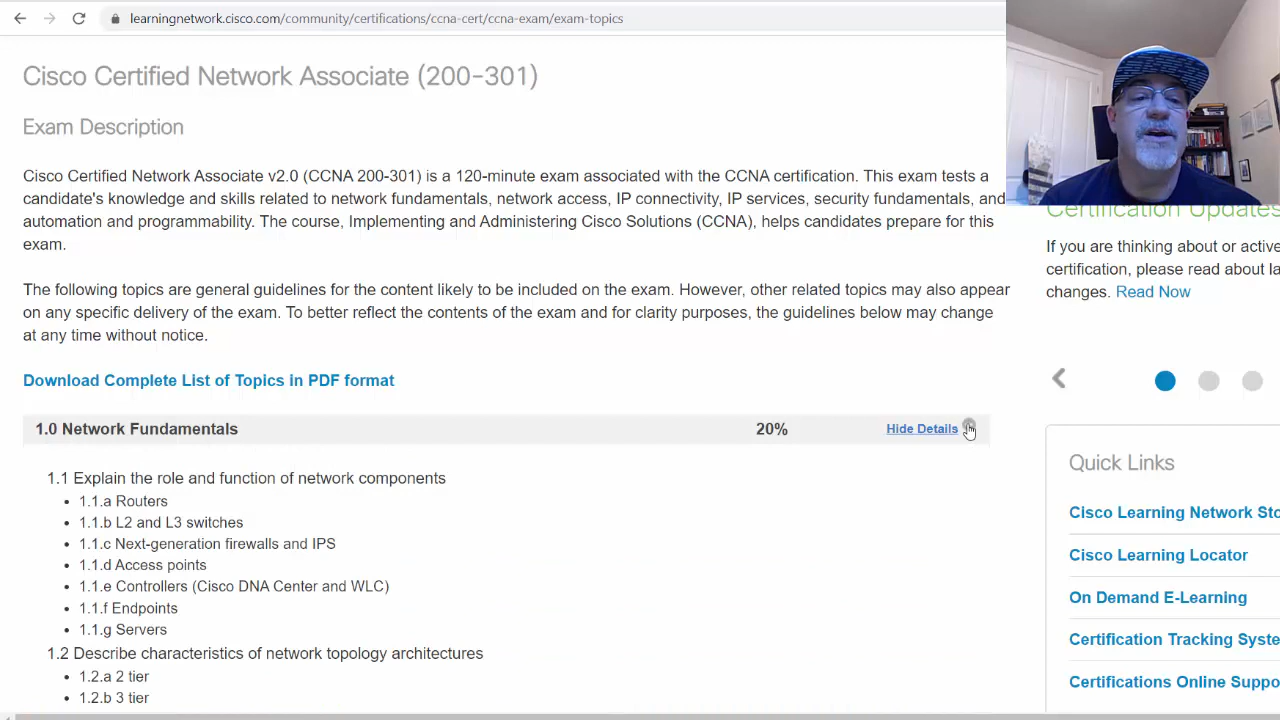 learningnetwork.cisco.com/community/certifications/ccna-cert/ccna-exam/exam-topics
Cisco Certified Network Associate (200-301)
Exam Description
Cisco Certified Network Associate v2.0 (CCNA 200-301) is a 120-minute exam associated with the CCNA certification. This exam tests a
candidate's knowledge and skills related to network fundamentals, network access, IP connectivity, IP services, security fundamentals, and
automation and programmability. The course, Implementing and Administering Cisco Solutions (CCNA), helps candidates prepare for this
exam.
The following topics are general guidelines for the content likely to be included on the exam. However, other related topics may also appear
on any specific delivery of the exam. To better reflect the contents of the exam and for clarity purposes, the guidelines below may change
at any time without notice.
Download Complete List of Topics in PDF format
1.0 Network Fundamentals 20% Hide Details
1.1 Explain the role and function of network components
• 1.1.a Routers
• 1.1.b L2 and L3 switches
• 1.1.c Next-generation firewalls and IPS
• 1.1.d Access points
• 1.1.e Controllers (Cisco DNA Center and WLC)
• 1.1.f Endpoints
• 1.1.g Servers
1.2 Describe characteristics of network topology architectures
• 1.2.a 2 tier
• 1.2.b 3 tier
Certification Updates
If you are thinking about or active
certification, please read about la
changes. Read Now
Quick Links
Cisco Learning Network Sto
Cisco Learning Locator
On Demand E-Learning
Certification Tracking Syste
Certifications Online Suppo